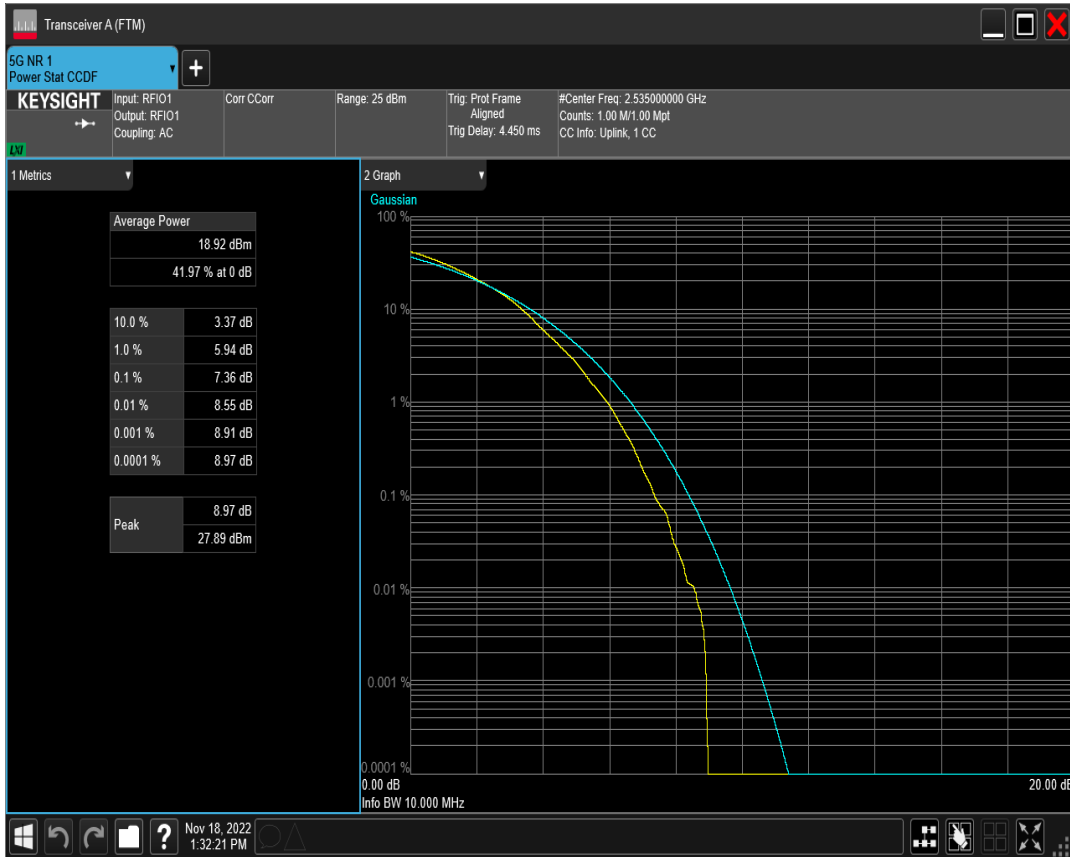 Transceiver A (FTM)
5G NR 1
Power Stat CCDF
+
KEYSIGHT
LXI
Input: RFIO1
Output: RFIO1
Coupling: AC
Corr CCorr
Range: 25 dBm
Trig: Prot Frame
Aligned
Trig Delay: 4.450 ms
#Center Freq: 2.535000000 GHz
Counts: 1.00 M/1.00 Mpt
CC Info: Uplink, 1 CC
1 Metrics
Average Power
18.92 dBm
41.97 % at 0 dB
10.0 % 3.37 dB
1.0 % 5.94 dB
0.1 % 7.36 dB
0.01 % 8.55 dB
0.001 % 8.91 dB
0.0001 % 8.97 dB
Peak 8.97 dB
27.89 dBm
2 Graph
Gaussian
100 %
10 %
1 %
0.1 %
0.01 %
0.001 %
0.0001 %
0.00 dB 20.00 dB
Info BW 10.000 MHz
? Nov 18, 2022
1:32:21 PM